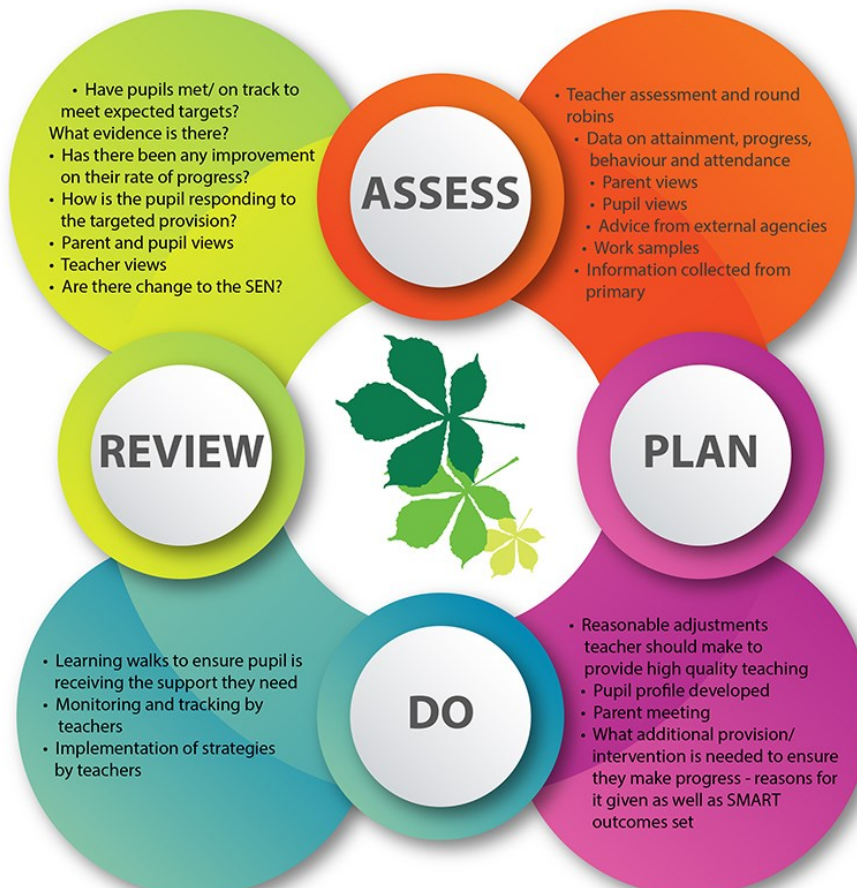 • Have pupils met/ on track to
meet expected targets?
What evidence is there?
• Has there been any improvement
on their rate of progress?
• How is the pupil responding to
the targeted provision?
• Parent and pupil views
• Teacher views
• Are there change to the SEN?
ASSESS
• Teacher assessment and round
robins
• Data on attainment, progress,
behaviour and attendance
• Parent views
• Pupil views
• Advice from external agencies
• Work samples
• Information collected from
primary
REVIEW
PLAN
• Learning walks to ensure pupil is
receiving the support they need
• Monitoring and tracking by
teachers
• Implementation of strategies
by teachers
DO
• Reasonable adjustments
teacher should make to
provide high quality teaching
• Pupil profile developed
• Parent meeting
• What additional provision/
intervention is needed to ensure
they make progress - reasons for
it given as well as SMART
outcomes set